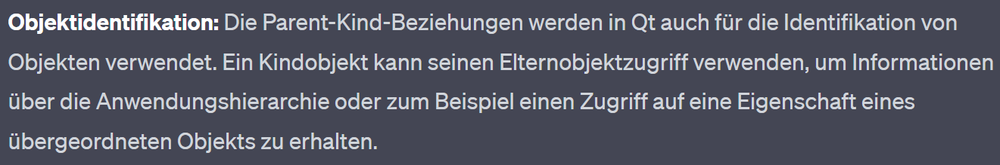 Objektidentifikation: Die Parent-Kind-Beziehungen werden in Qt auch für die Identifikation von
Objekten verwendet. Ein Kindobjekt kann seinen Elternobjektzugriff verwenden, um Informationen
über die Anwendungshierarchie oder zum Beispiel einen Zugriff auf eine Eigenschaft eines
übergeordneten Objekts zu erhalten.